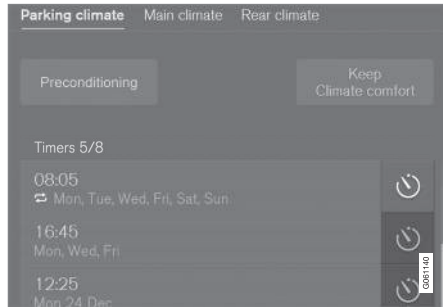 Parking climate Main climate Rear climate
Preconditioning
Keep
Climate comfort
Timers 5/8
08:05
Mon, Tue, Wed, Fri, Sat, Sun
16:45
Mon, Wed, Fri
12:25
Mon 24 Dec
G061140